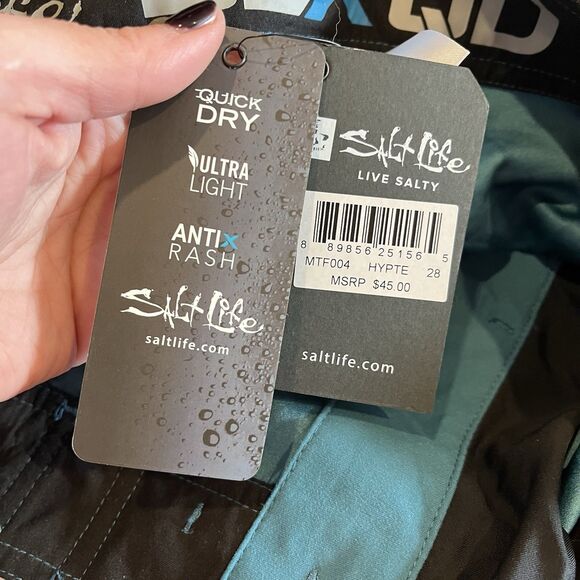 QUICK
DRY
ULTRA
LIGHT
ANTIX
RASH
Salt Life
saltlife.com
Salt Life
LIVE SALTY
8 89856 25156 5
MTF004 HYPTE 28
MSRP $45.00
saltlife.com